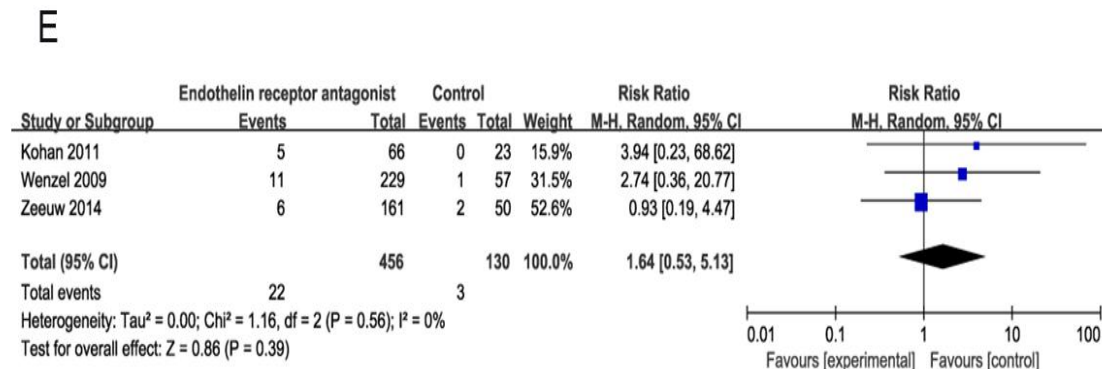 E
Endothelin receptor antagonist Control Risk Ratio Risk Ratio
Study or Subgroup Events Total Events Total Weight M-H, Random, 95% CI M-H, Random, 95% CI
Kohan 2011 5 66 0 23 15.9% 3.94 [0.23, 68.62]
Wenzel 2009 11 229 1 57 31.5% 2.74 [0.36, 20.77]
Zeeuw 2014 6 161 2 50 52.6% 0.93 [0.19, 4.47]
Total (95% CI) 456 130 100.0% 1.64 [0.53, 5.13]
Total events 22 3
Heterogeneity: Tau² = 0.00; Chi² = 1.16, df = 2 (P = 0.56); I² = 0%
Test for overall effect: Z = 0.86 (P = 0.39)
0.01 0.1 1 10 100
Favours [experimental] Favours [control]